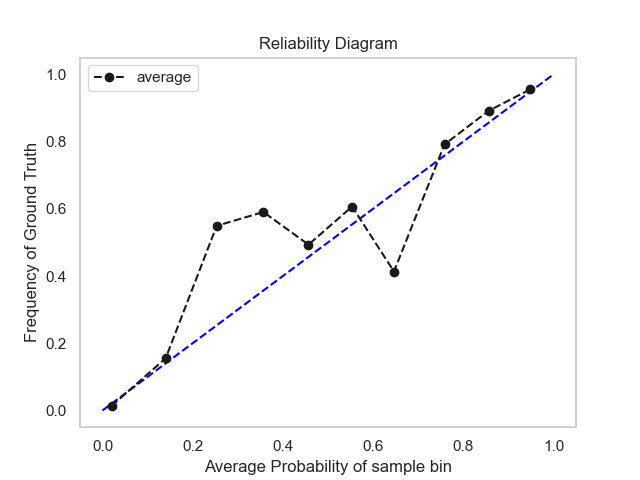 Reliability Diagram
average
Frequency of Ground Truth
1.0
0.8
0.6
0.4
0.2
0.0
0.0 0.2 0.4 0.6 0.8 1.0
Average Probability of sample bin